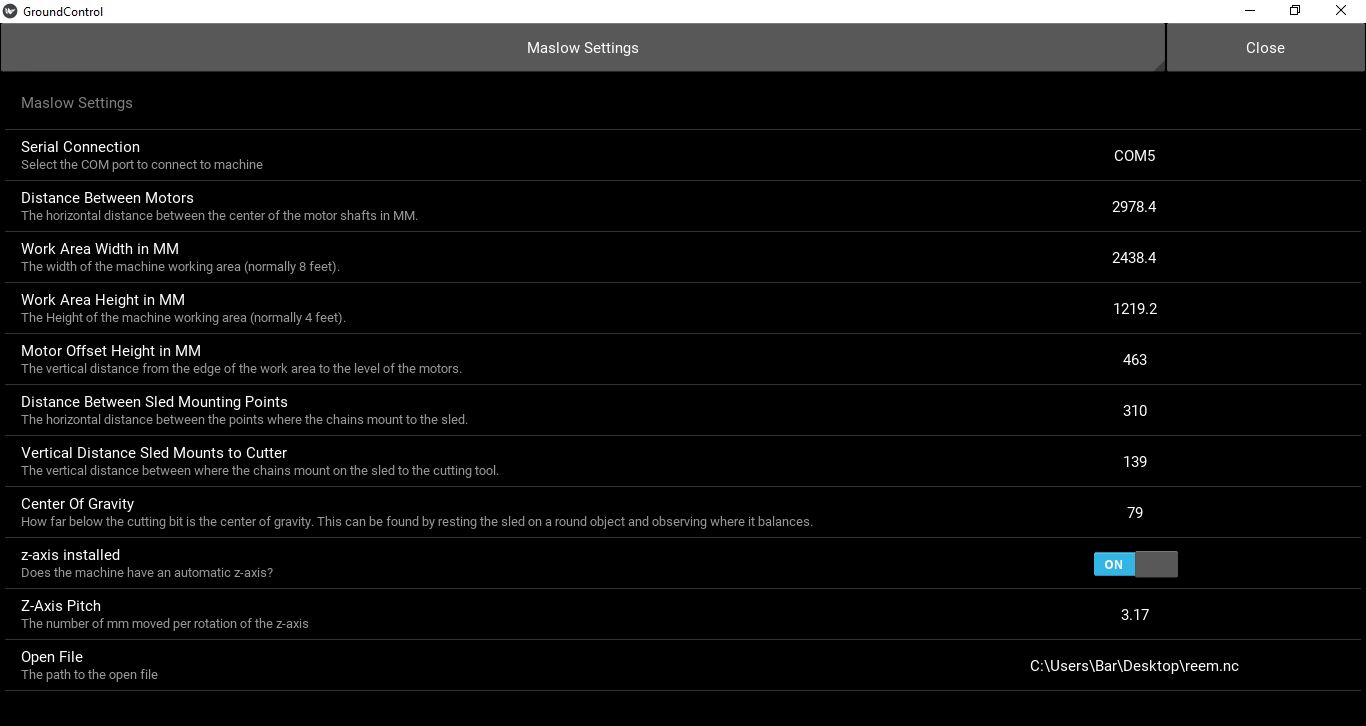 GroundControl
Maslow Settings
Close
Maslow Settings
Serial Connection
Select the COM port to connect to machine
COM5
Distance Between Motors
The horizontal distance between the center of the motor shafts in MM.
2978.4
Work Area Width in MM
The width of the machine working area (normally 8 feet).
2438.4
Work Area Height in MM
The Height of the machine working area (normally 4 feet).
1219.2
Motor Offset Height in MM
The vertical distance from the edge of the work area to the level of the motors.
463
Distance Between Sled Mounting Points
The horizontal distance between the points where the chains mount to the sled.
310
Vertical Distance Sled Mounts to Cutter
The vertical distance between where the chains mount on the sled to the cutting tool.
139
Center Of Gravity
How far below the cutting bit is the center of gravity. This can be found by resting the sled on a round object and observing where it balances.
79
z-axis installed
Does the machine have an automatic z-axis?
ON
Z-Axis Pitch
The number of mm moved per rotation of the z-axis
3.17
Open File
The path to the open file
C:\Users\Bar\Desktop\reem.nc